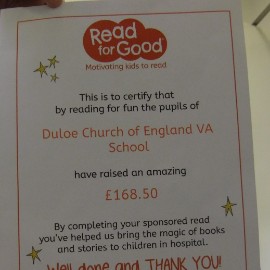 Read
for Good
Motivating kids to read
This is to certify that
by reading for fun the pupils of
Duloe Church of England VA
School
have raised an amazing
£168.50
By completing your sponsored read
you've helped us bring the magic of books
and stories to children in hospital.
Well done and THANK YOU!